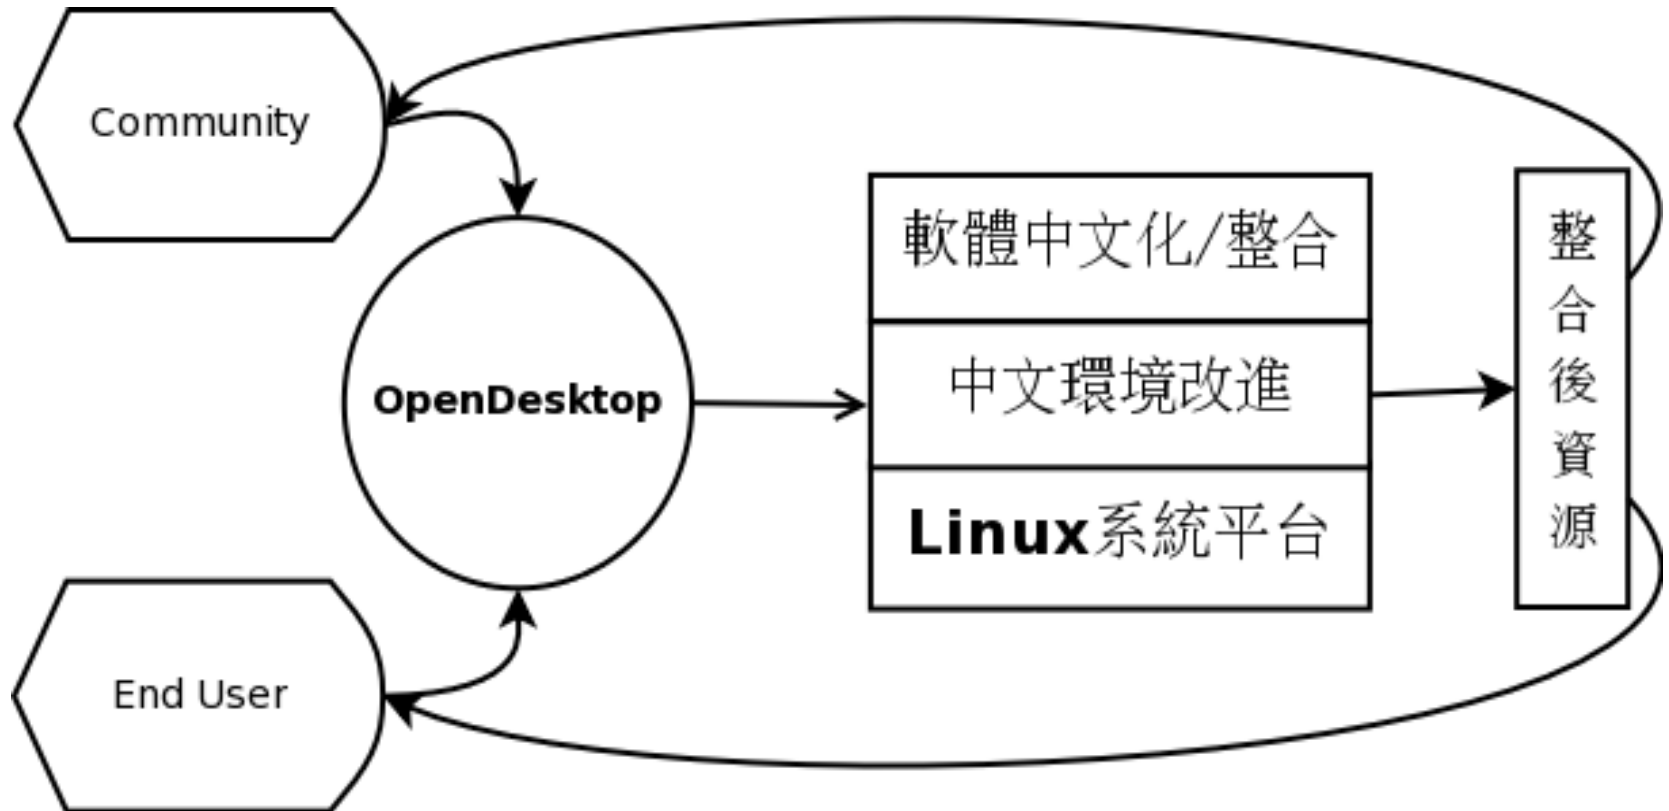 Community
OpenDesktop
End User
軟體中文化/整合
中文環境改進
Linux系統平台
整合後資源